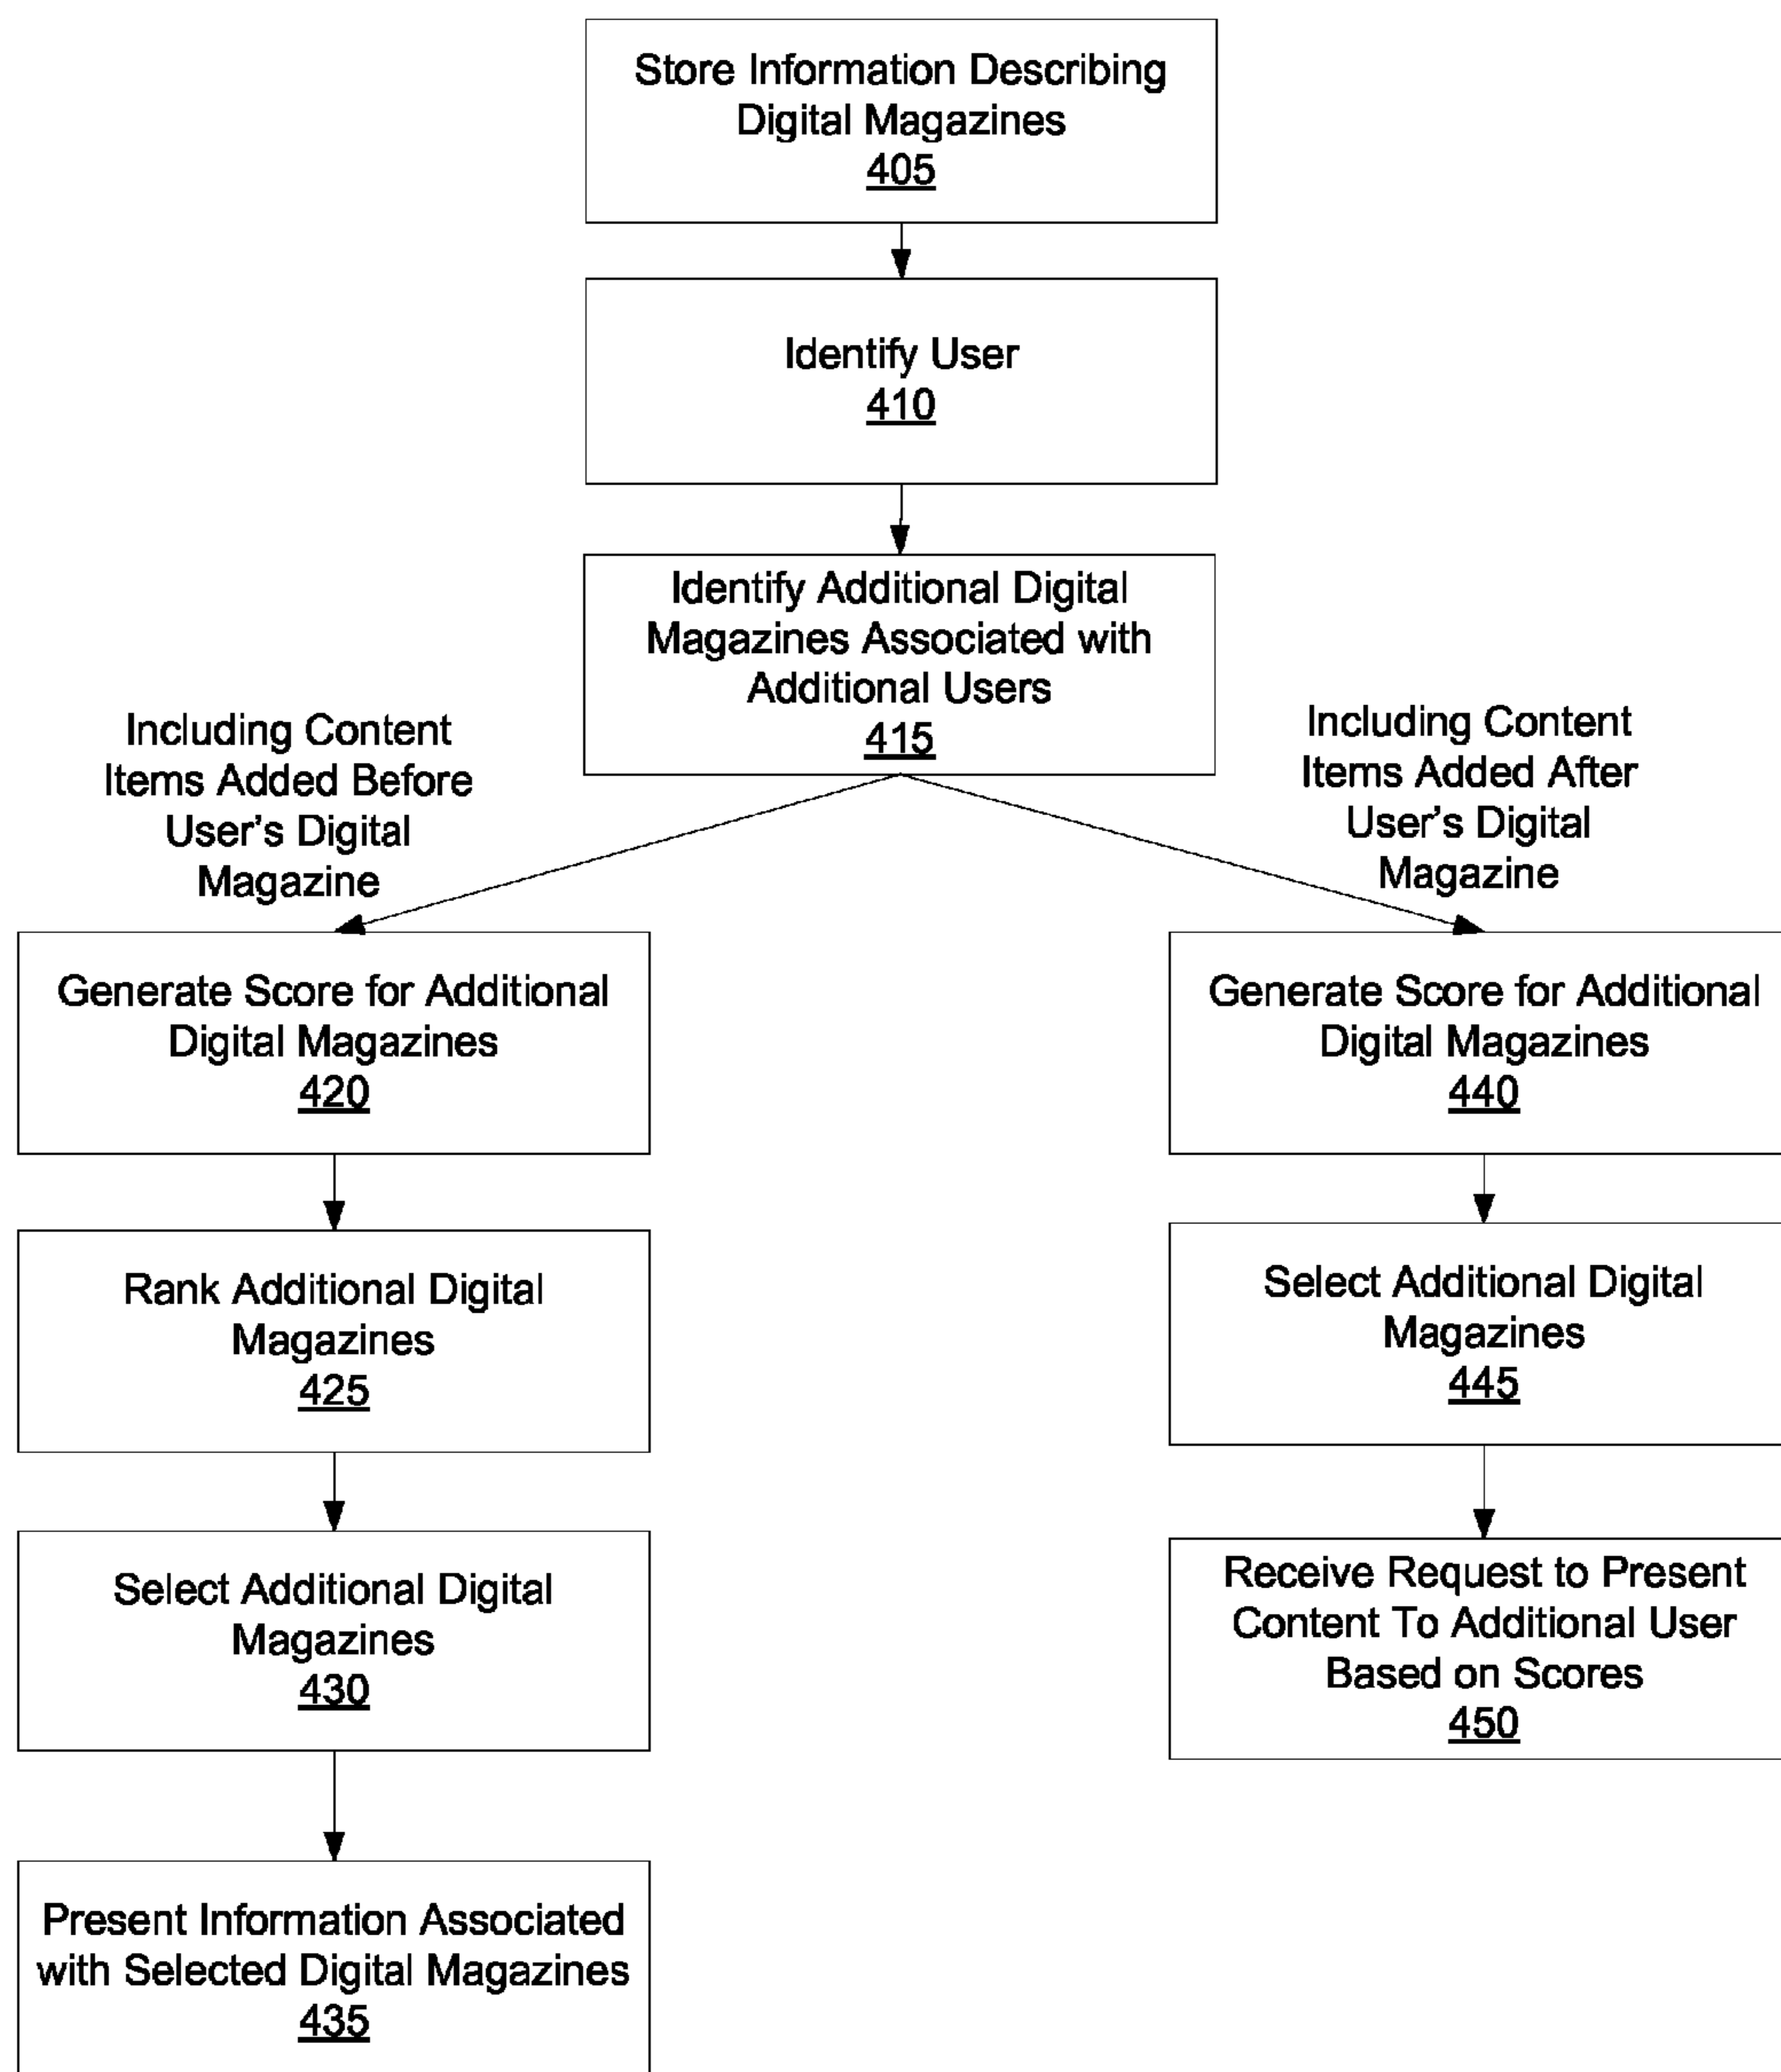 Store Information Describing
Digital Magazines
405
Identify User
410
Identify Additional Digital
Magazines Associated with
Additional Users
415
Including Content
Items Added Before
User's Digital
Magazine
Including Content
Items Added After
User's Digital
Magazine
Generate Score for Additional
Digital Magazines
420
Rank Additional Digital
Magazines
425
Select Additional Digital
Magazines
430
Present Information Associated
with Selected Digital Magazines
435
Generate Score for Additional
Digital Magazines
440
Select Additional Digital
Magazines
445
Receive Request to Present
Content To Additional User
Based on Scores
450